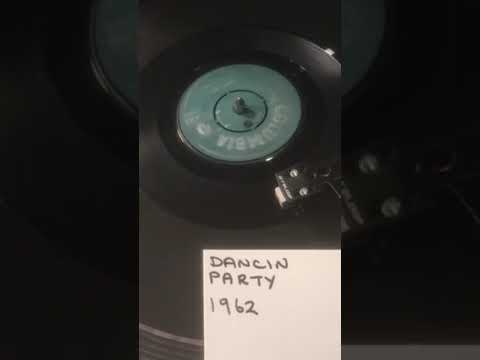 COLUMBIA
DANCIN
PARTY
1962